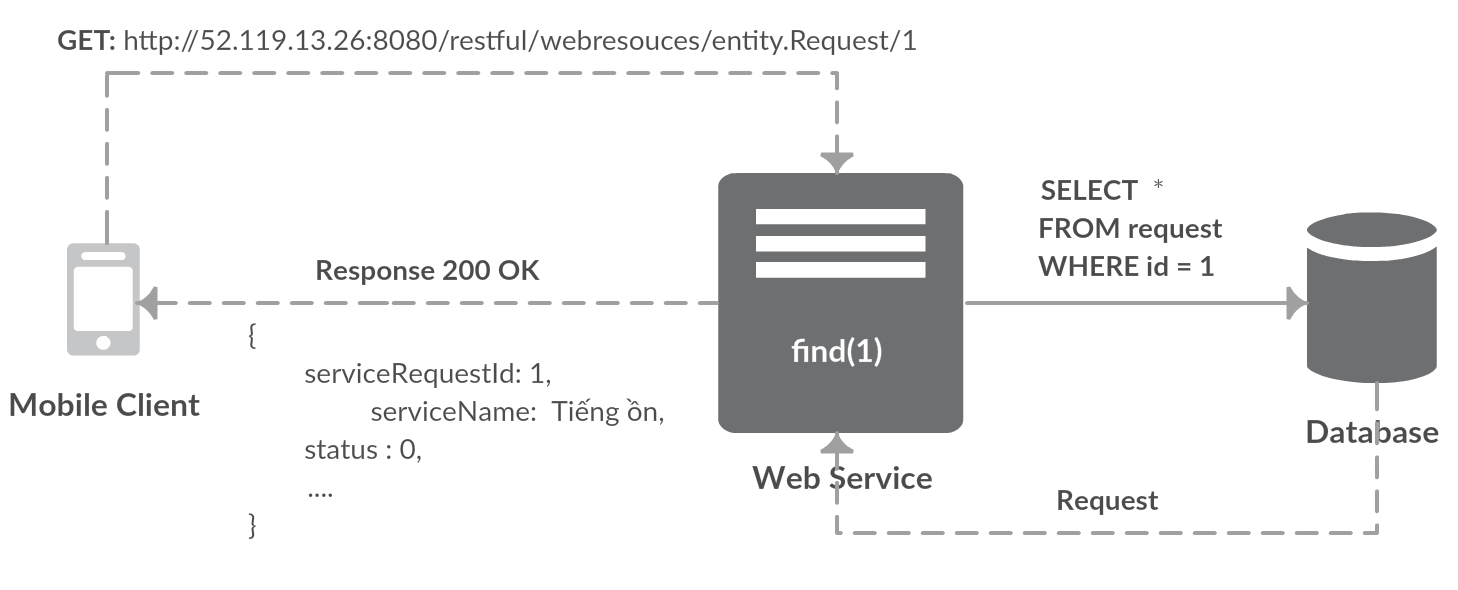 GET: http://52.119.13.26:8080/restful/webresouces/entity.Request/1
SELECT *
FROM request
WHERE id = 1
Response 200 OK
{
serviceRequestId: 1,
serviceName: Tiếng ồn,
status : 0,
....
}
find(1)
Mobile Client
Web Service
Database
Request